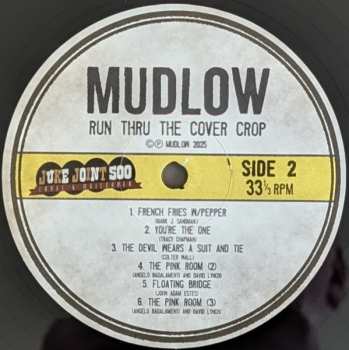 MUDLOW
RUN THRU THE COVER CROP
©℗ MUDLOW 2025
JUKE JOINT 500
SIDE 2
33⅓ RPM
1. FRENCH FRIES W/PEPPER
(MARK J. SANDMAN)
2. YOU'RE THE ONE
(TRACY CHAPMAN)
3. THE DEVIL WEARS A SUIT AND TIE
(COLTER WALL)
4. THE PINK ROOM (2)
(ANGELO BADALAMENTI AND DAVID LYNCH)
5. FLOATING BRIDGE
(JOHN ADAM ESTES)
6. THE PINK ROOM (3)
(ANGELO BADALAMENTI AND DAVID LYNCH)